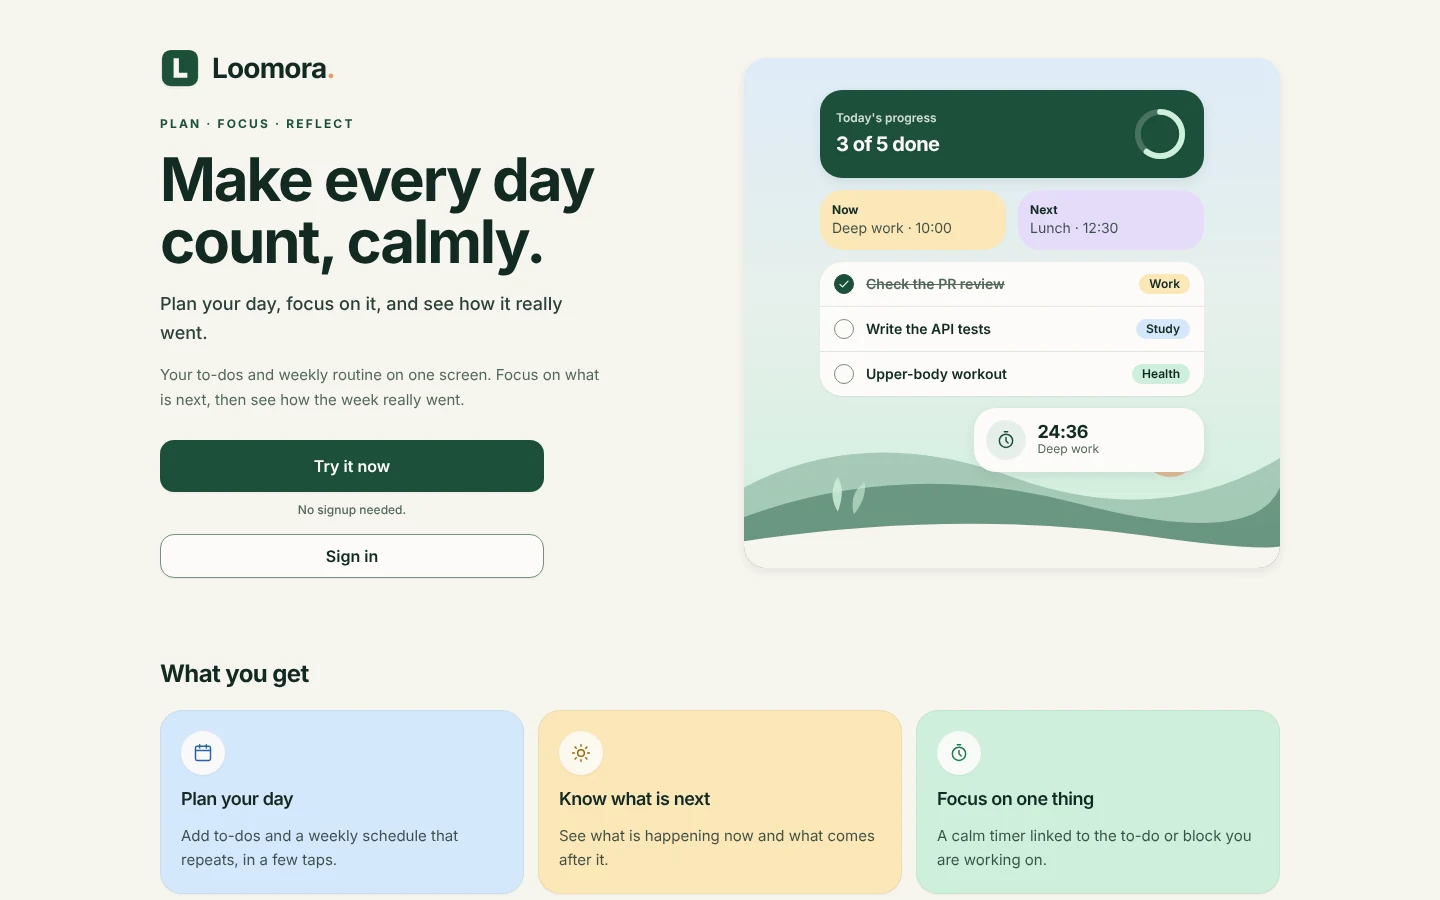 L Loomora.
PLAN · FOCUS · REFLECT
Make every day
count, calmly.
Plan your day, focus on it, and see how it really
went.
Your to-dos and weekly routine on one screen. Focus on what
is next, then see how the week really went.
Try it now
No signup needed.
Sign in
Today's progress
3 of 5 done
Now
Deep work · 10:00
Next
Lunch · 12:30
Check the PR review
Work
Write the API tests
Study
Upper-body workout
Health
24:36
Deep work
What you get
Plan your day
Add to-dos and a weekly schedule that
repeats, in a few taps.
Know what is next
See what is happening now and what comes
after it.
Focus on one thing
A calm timer linked to the to-do or block you
are working on.